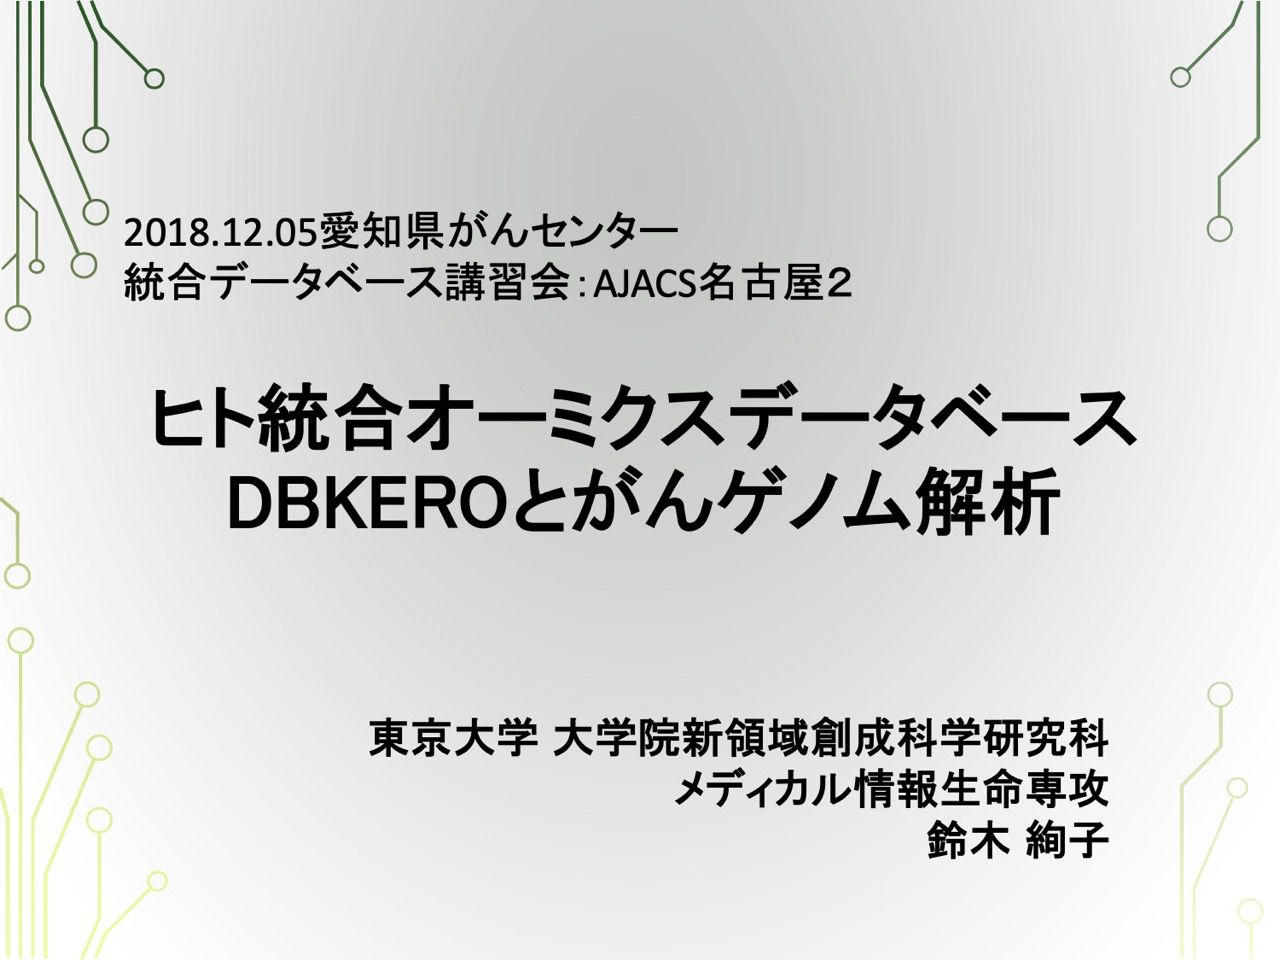 2018.12.05愛知県がんセンター
統合データベース講習会：AJACS名古屋２
ヒト統合オーミクスデータベース
DBKEROとがんゲノム解析
東京大学 大学院新領域創成科学研究科
メディカル情報生命専攻
鈴木 絢子